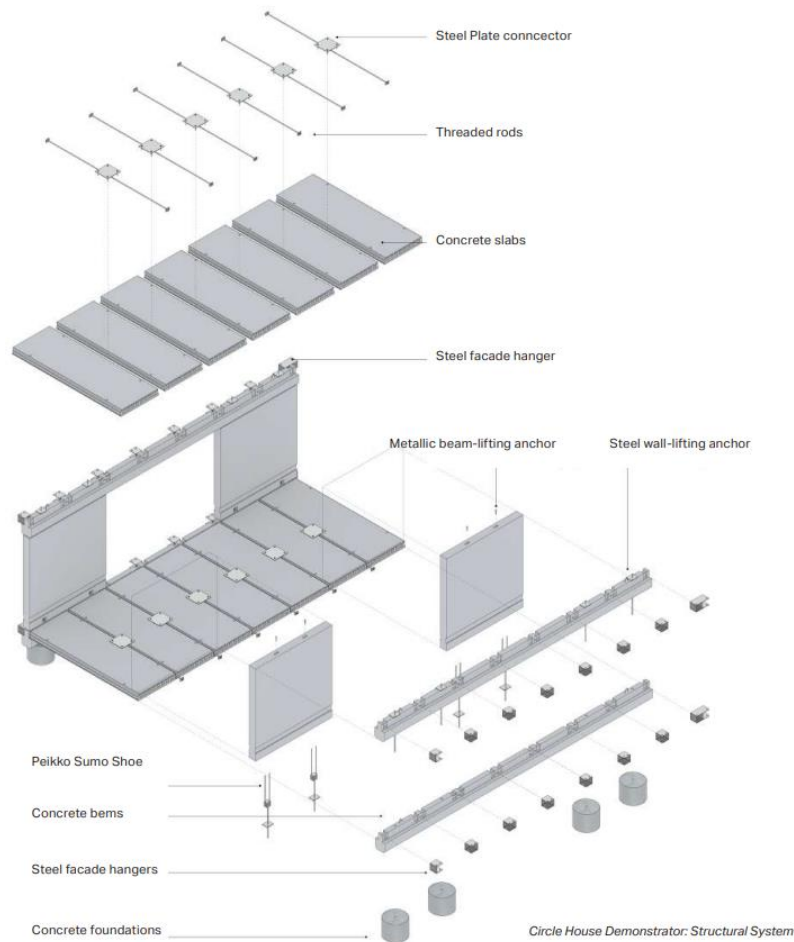 Steel Plate conncector
Threaded rods
Concrete slabs
Steel facade hanger
Metallic beam-lifting anchor
Steel wall-lifting anchor
Peikko Sumo Shoe
Concrete bems
Steel facade hangers
Concrete foundations
Circle House Demonstrator: Structural System